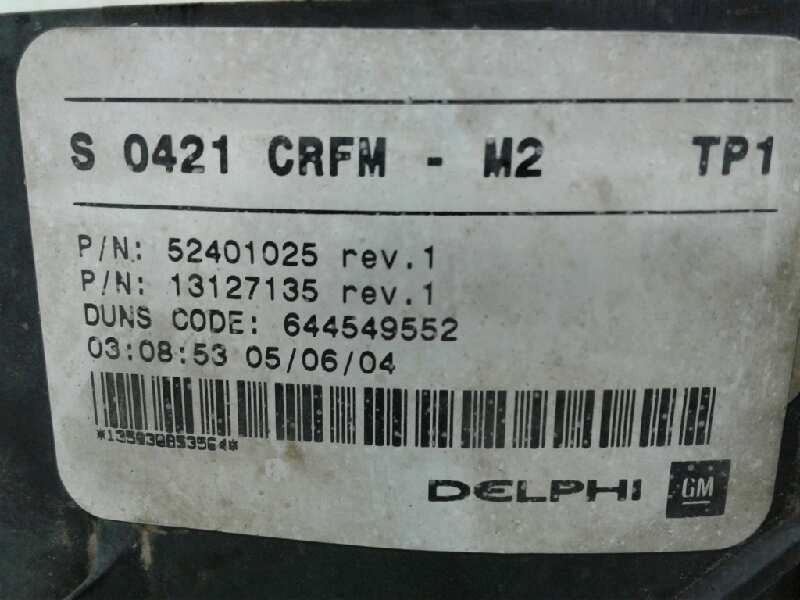 S 0421 CRFM - M2 TP1
P/N: 52401025 rev.1
P/N: 13127135 rev.1
DUNS CODE: 644549552
03:08:53 05/06/04
DELPHI GM